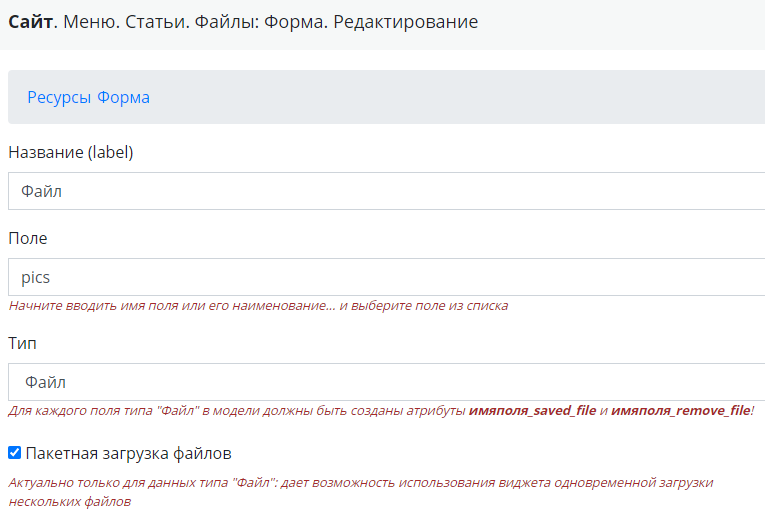 Сайт. Меню. Статьи. Файлы: Форма. Редактирование
Ресурсы Форма
Название (label)
Файл
Поле
pics
Начните вводить имя поля или его наименование... и выберите поле из списка
Тип
Файл
Для каждого поля типа "Файл" в модели должны быть созданы атрибуты имяполя_saved_file и имяполя_remove_file!
Пакетная загрузка файлов
Актуально только для данных типа "Файл": дает возможность использования виджета одновременной загрузки
нескольких файлов